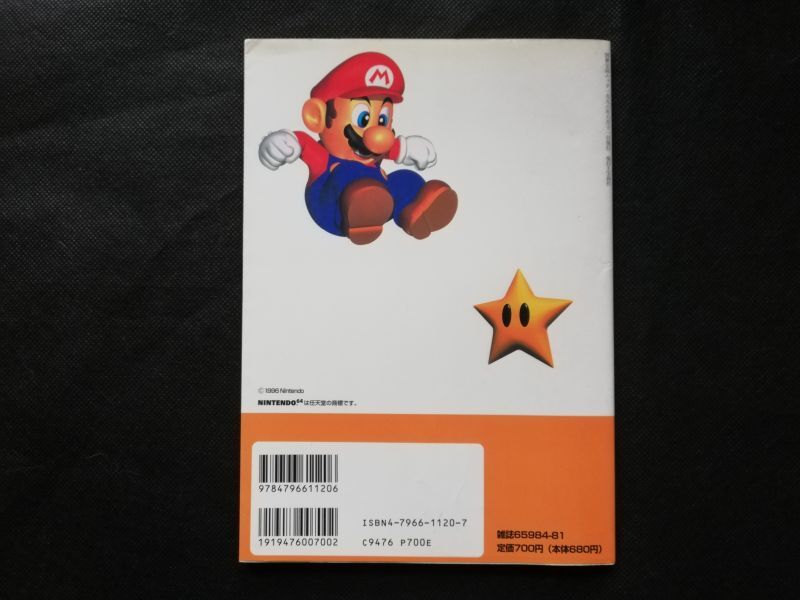 M
©1996 Nintendo
NINTENDO64は任天堂の商標です。
9784796611206
ISBN4-7966-1120-7
1919476007002
C9476 P700E
雑誌65984-81
定価700円（本体680円）